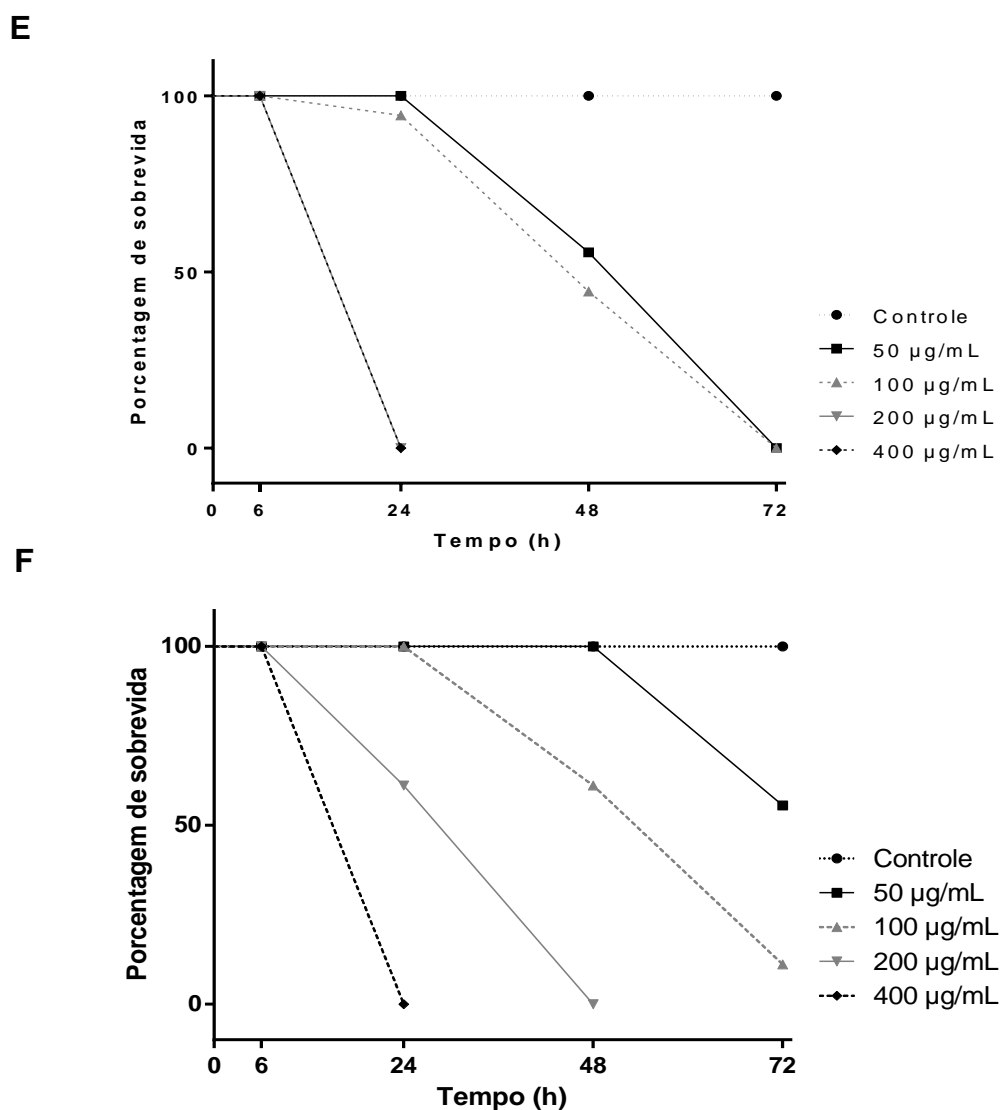 E
Porcentagem de sobrevida
100
50
0
0 6 24 48 72
Tempo (h)
Controle
50 µg/mL
100 µg/mL
200 µg/mL
400 µg/mL
F
Porcentagem de sobrevida
100
50
0
0 6 24 48 72
Tempo (h)
Controle
50 µg/mL
100 µg/mL
200 µg/mL
400 µg/mL